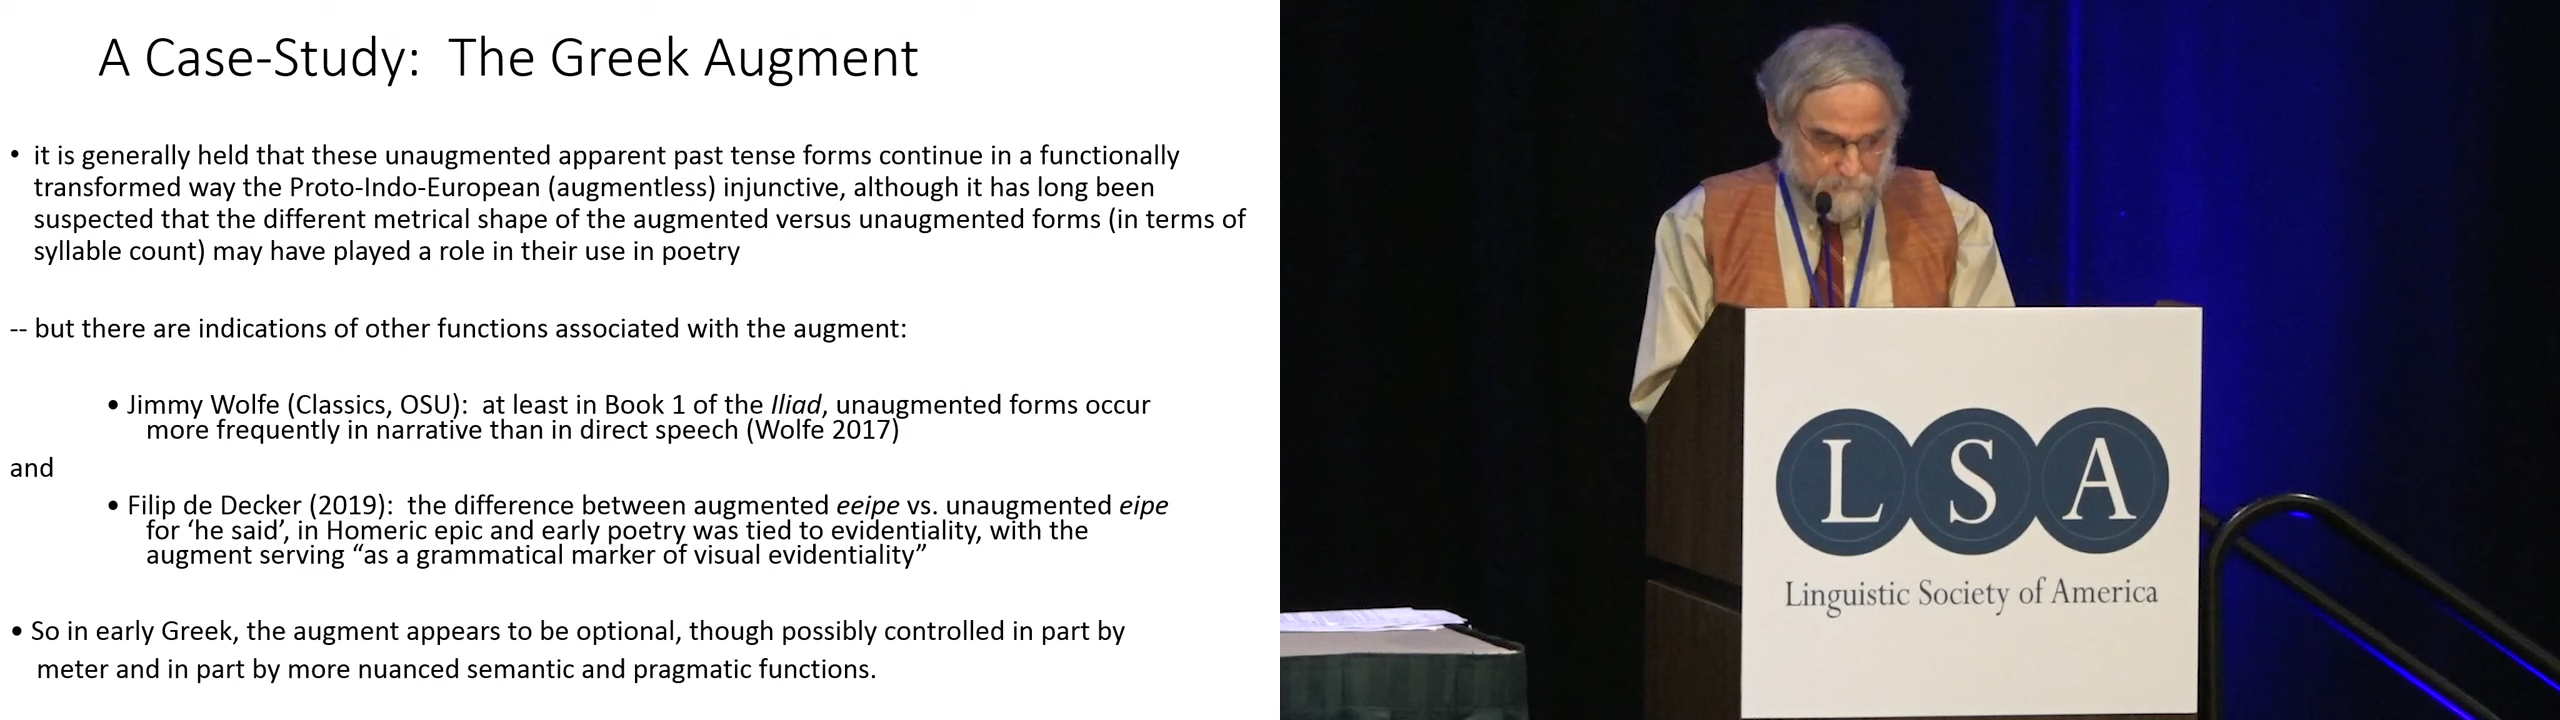 A Case-Study:  The Greek Augment
• it is generally held that these unaugmented apparent past tense forms continue in a functionally
transformed way the Proto-Indo-European (augmentless) injunctive, although it has long been
suspected that the different metrical shape of the augmented versus unaugmented forms (in terms of
syllable count) may have played a role in their use in poetry
-- but there are indications of other functions associated with the augment:
• Jimmy Wolfe (Classics, OSU):  at least in Book 1 of the Iliad, unaugmented forms occur
more frequently in narrative than in direct speech (Wolfe 2017)
and
• Filip de Decker (2019):  the difference between augmented eeipe vs. unaugmented eipe
for ‘he said’, in Homeric epic and early poetry was tied to evidentiality, with the
augment serving “as a grammatical marker of visual evidentiality”
• So in early Greek, the augment appears to be optional, though possibly controlled in part by
meter and in part by more nuanced semantic and pragmatic functions.
LSA
Linguistic Society of America